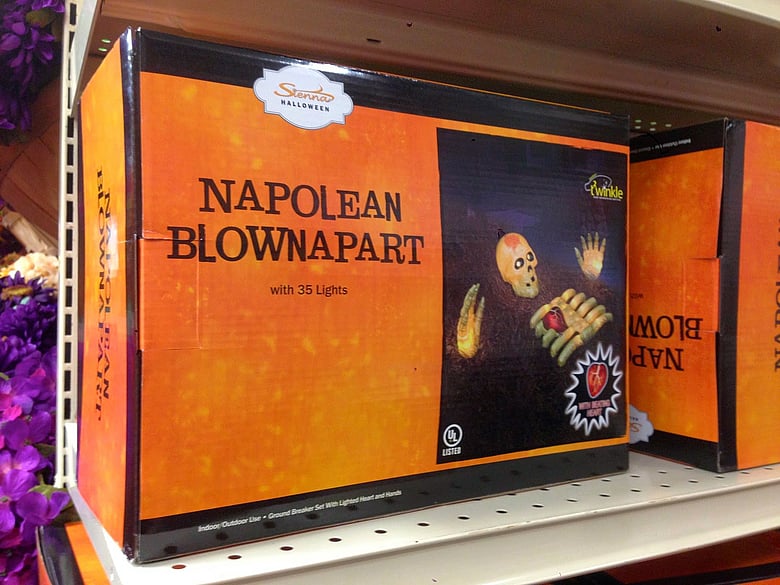 Sienna
HALLOWEEN
NAPOLEAN
BLOWNAPART
with 35 Lights
twinkle
WITH BEATING
HEART
UL
LISTED
Indoor/Outdoor Use • Ground Breaker Set With Lighted Heart and Hands
NAPOLEAN
BLOWNAPART